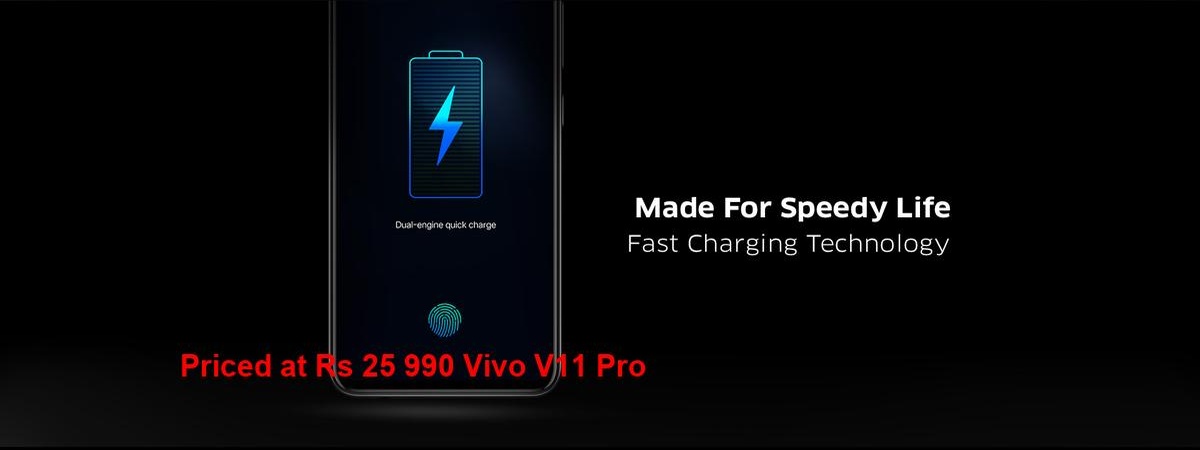 Dual-engine quick charge
Made For Speedy Life
Fast Charging Technology
Priced at Rs 25 990 Vivo V11 Pro